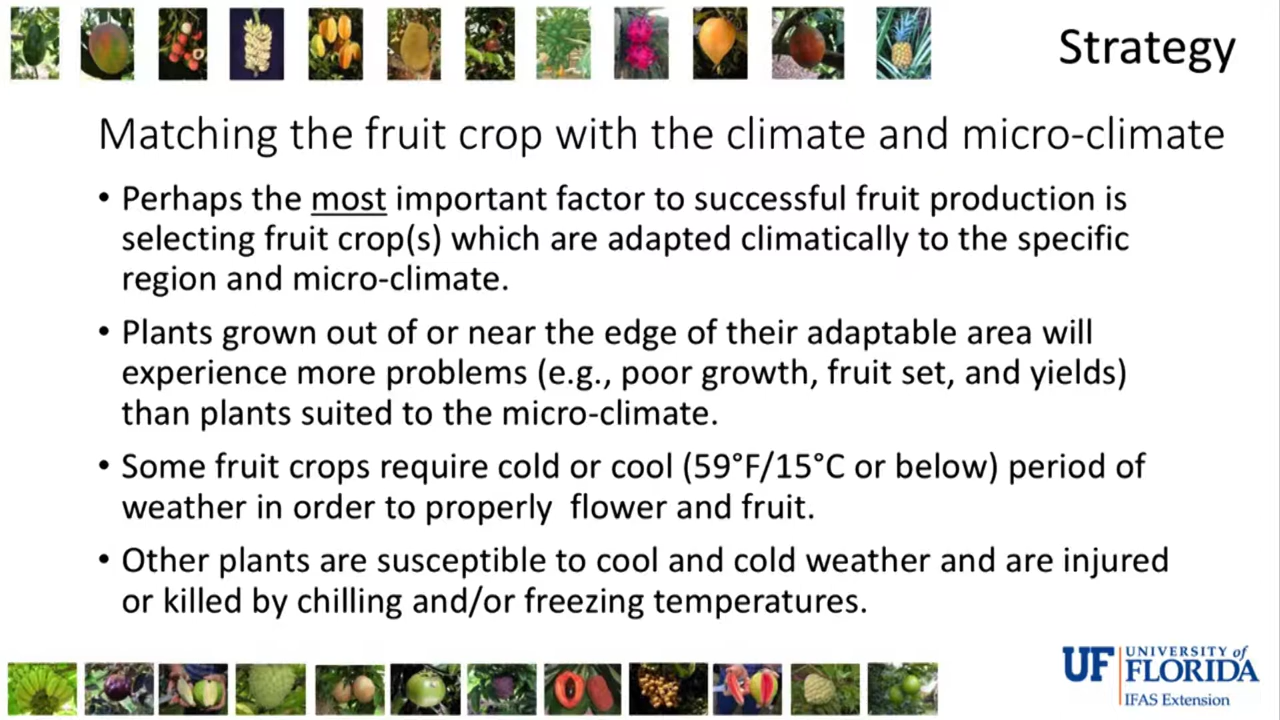 Strategy
Matching the fruit crop with the climate and micro-climate
• Perhaps the most important factor to successful fruit production is
selecting fruit crop(s) which are adapted climatically to the specific
region and micro-climate.
• Plants grown out of or near the edge of their adaptable area will
experience more problems (e.g., poor growth, fruit set, and yields)
than plants suited to the micro-climate.
• Some fruit crops require cold or cool (59°F/15°C or below) period of
weather in order to properly  flower and fruit.
• Other plants are susceptible to cool and cold weather and are injured
or killed by chilling and/or freezing temperatures.
UF UNIVERSITY of
FLORIDA
IFAS Extension